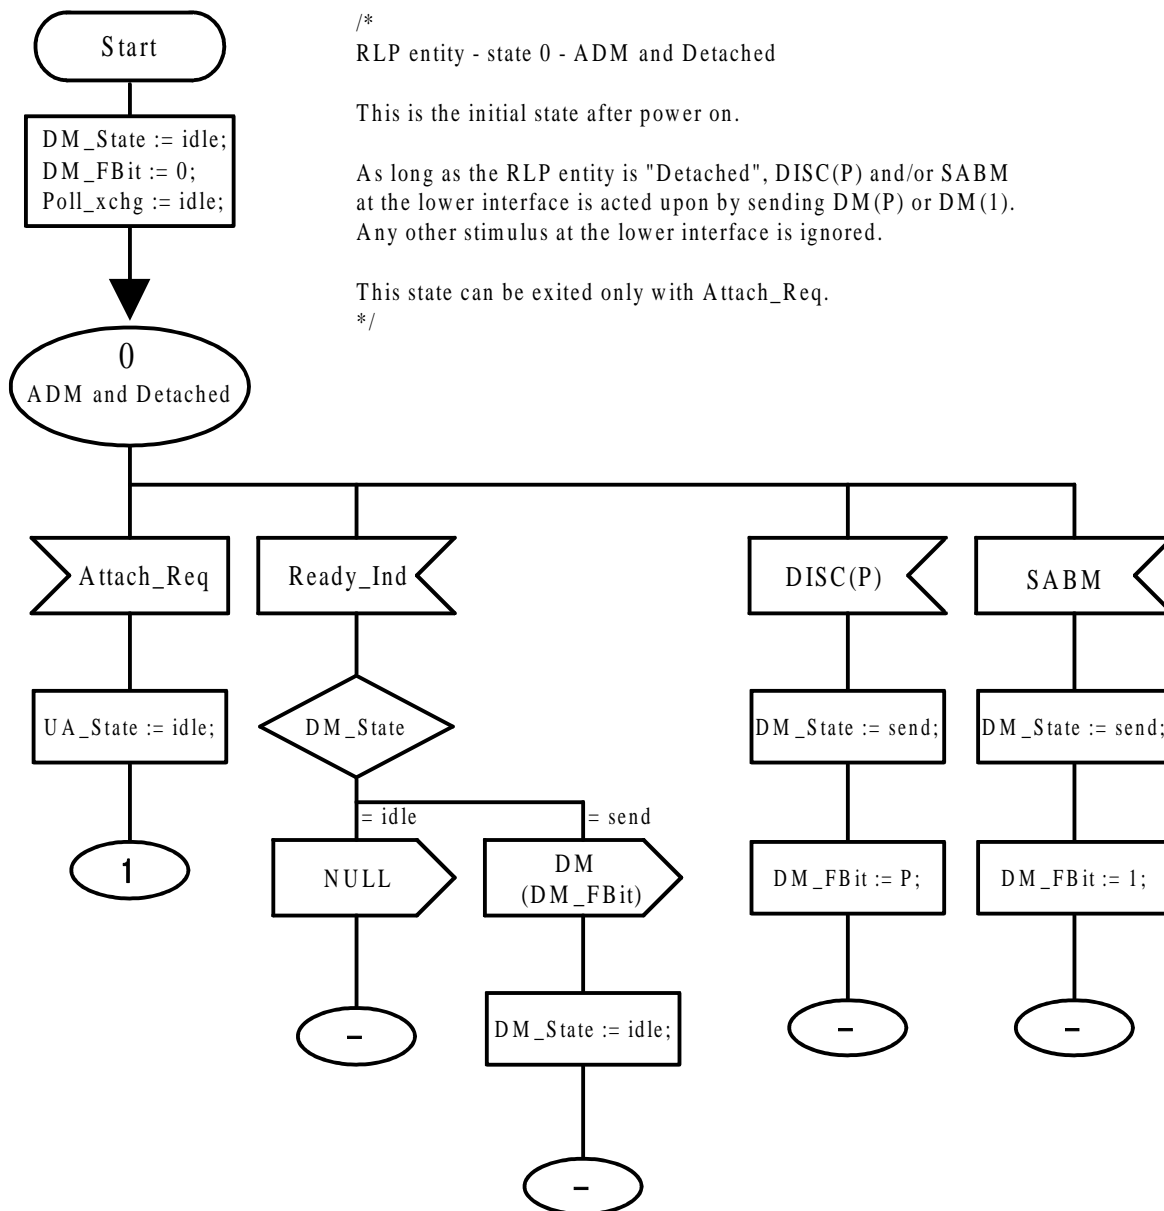 Start
DM_State := idle;
DM_FBit := 0;
Poll_xchg := idle;
/*
RLP entity - state 0 - ADM and Detached
This is the initial state after power on.
As long as the RLP entity is "Detached", DISC(P) and/or SABM
at the lower interface is acted upon by sending DM(P) or DM(1).
Any other stimulus at the lower interface is ignored.
This state can be exited only with Attach_Req.
*/
0
ADM and Detached
Attach_Req
Ready_Ind
DISC(P)
SABM
UA_State := idle;
DM_State
DM_State := send;
DM_State := send;
= idle
= send
1
NULL
DM
(DM_FBit)
DM_FBit := P;
DM_FBit := 1;
–
DM_State := idle;
–
–
–